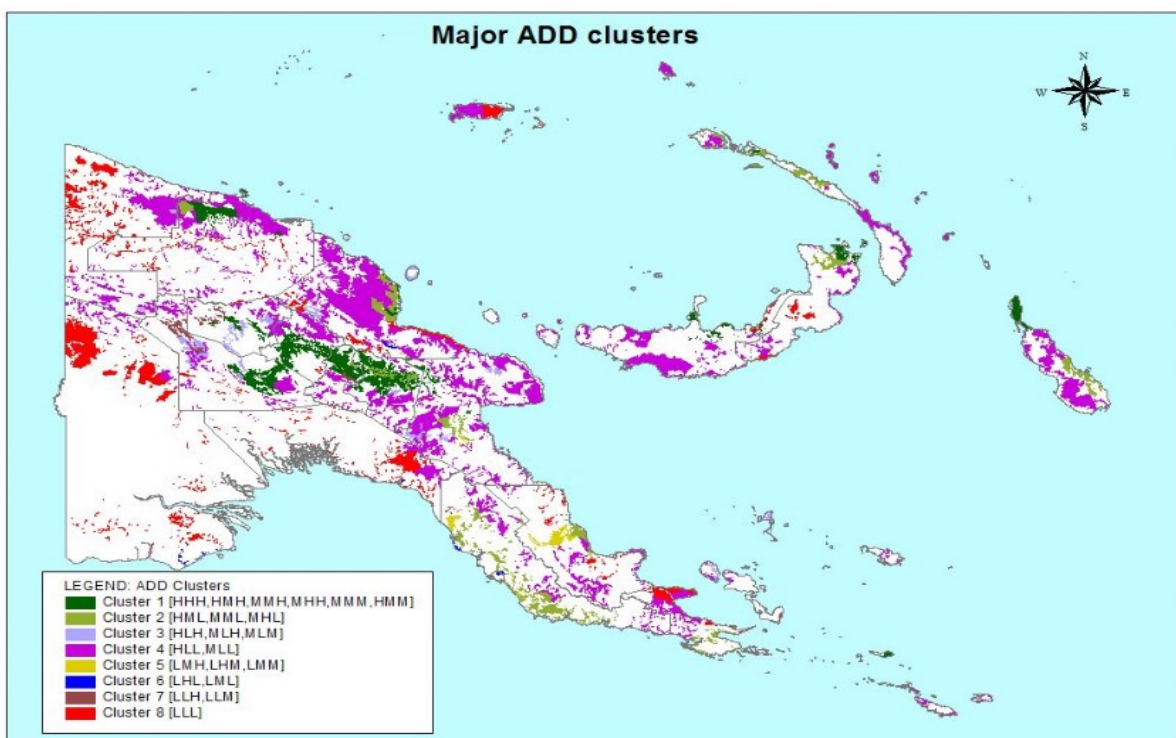 Major ADD clusters
N
W E
S
LEGEND: ADD Clusters
Cluster 1 [HHH,HMH,MMH,MHH,MMM,HMM]
Cluster 2 [HML,MML,MHL]
Cluster 3 [HLH,MLH,MLM]
Cluster 4 [HLL,MLL]
Cluster 5 [LMH,LHM,LMM]
Cluster 6 [LHL,LML]
Cluster 7 [LLH,LLM]
Cluster 8 [LLL]